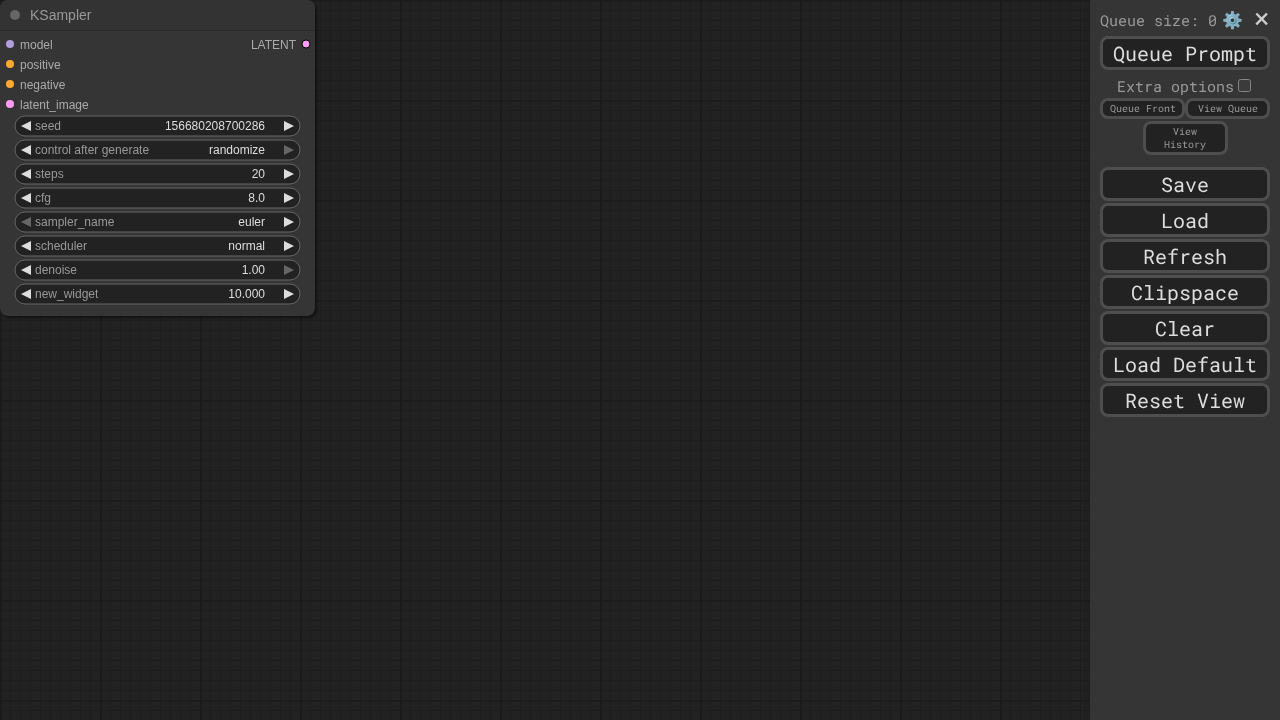 KSampler
model LATENT
positive
negative
latent_image
seed 156680208700286
control after generate randomize
steps 20
cfg 8.0
sampler_name euler
scheduler normal
denoise 1.00
new_widget 10.000
Queue size: 0
Queue Prompt
Extra options
Queue Front View Queue
View
History
Save
Load
Refresh
Clipspace
Clear
Load Default
Reset View